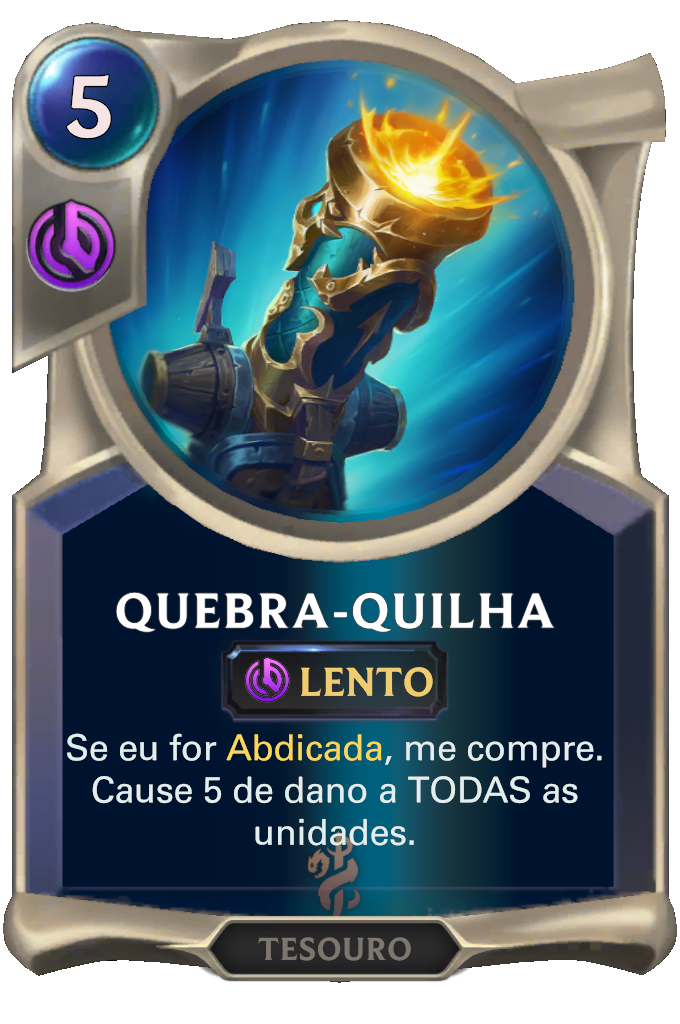 5
QUEBRA-QUILHA
LENTO
Se eu for Abdicada, me compre.
Cause 5 de dano a TODAS as
unidades.
TESOURO